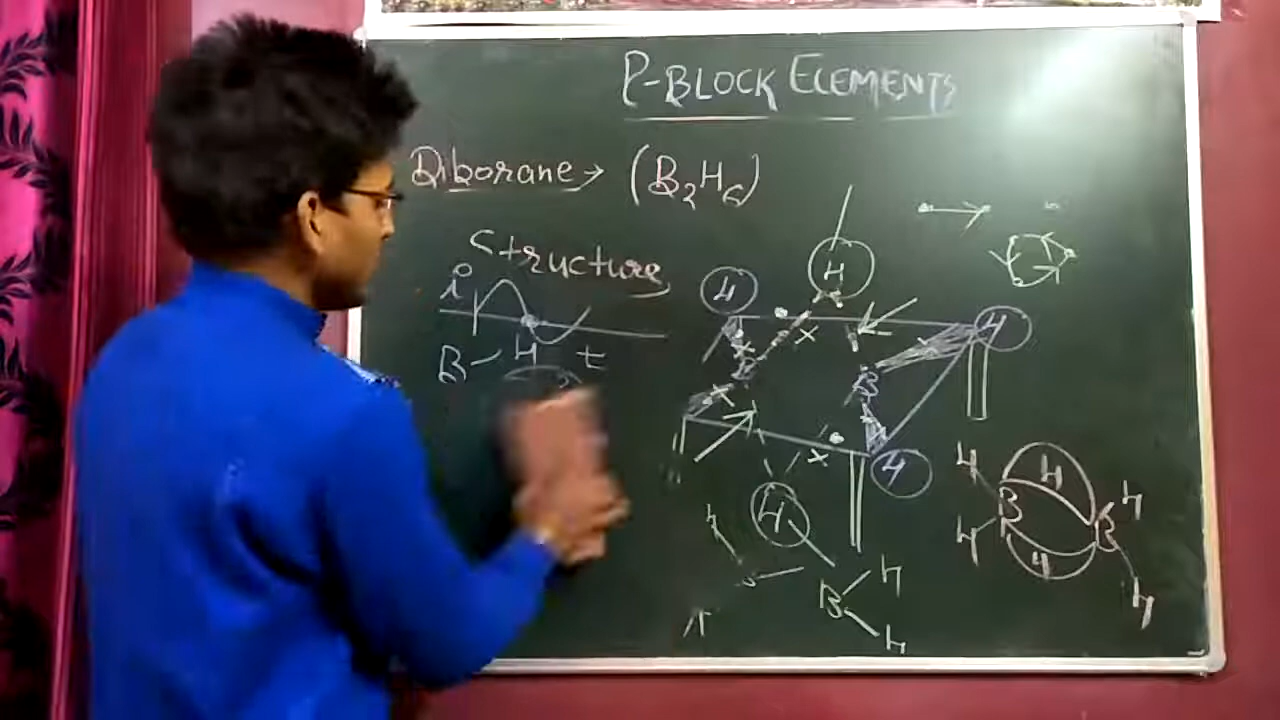 P-BLOCK ELEMENTS
Diborane → (B₂H₆)
Structure
i
B - H t
H
H
H
B
B
H
H
H
H
B
B
H
H
H
H
H
B
H
H